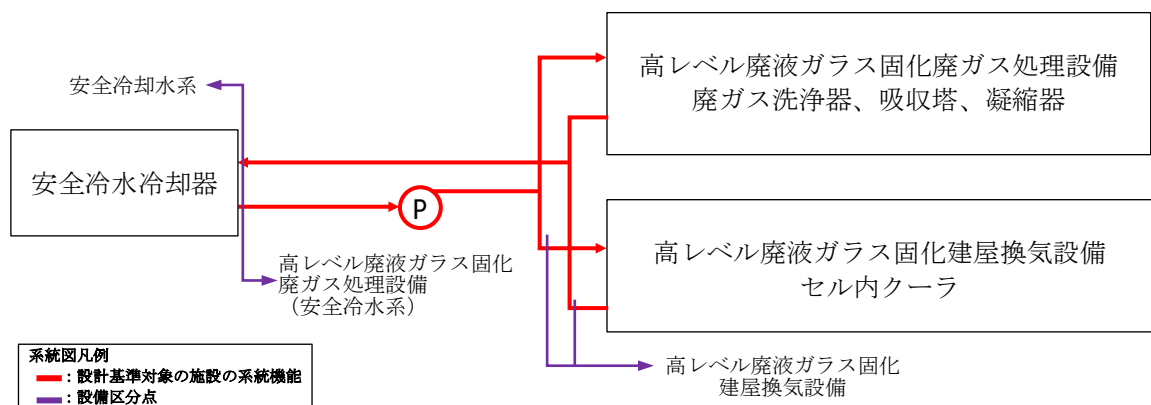 安全冷却水系
安全冷水冷却器
P
高レベル廃液ガラス固化廃ガス処理設備
廃ガス洗浄器、吸収塔、凝縮器
高レベル廃液ガラス固化建屋換気設備
セル内クーラ
高レベル廃液ガラス固化
廃ガス処理設備
（安全冷水系）
高レベル廃液ガラス固化
建屋換気設備
系統図凡例
：設計基準対象の施設の系統機能
：設備区分点